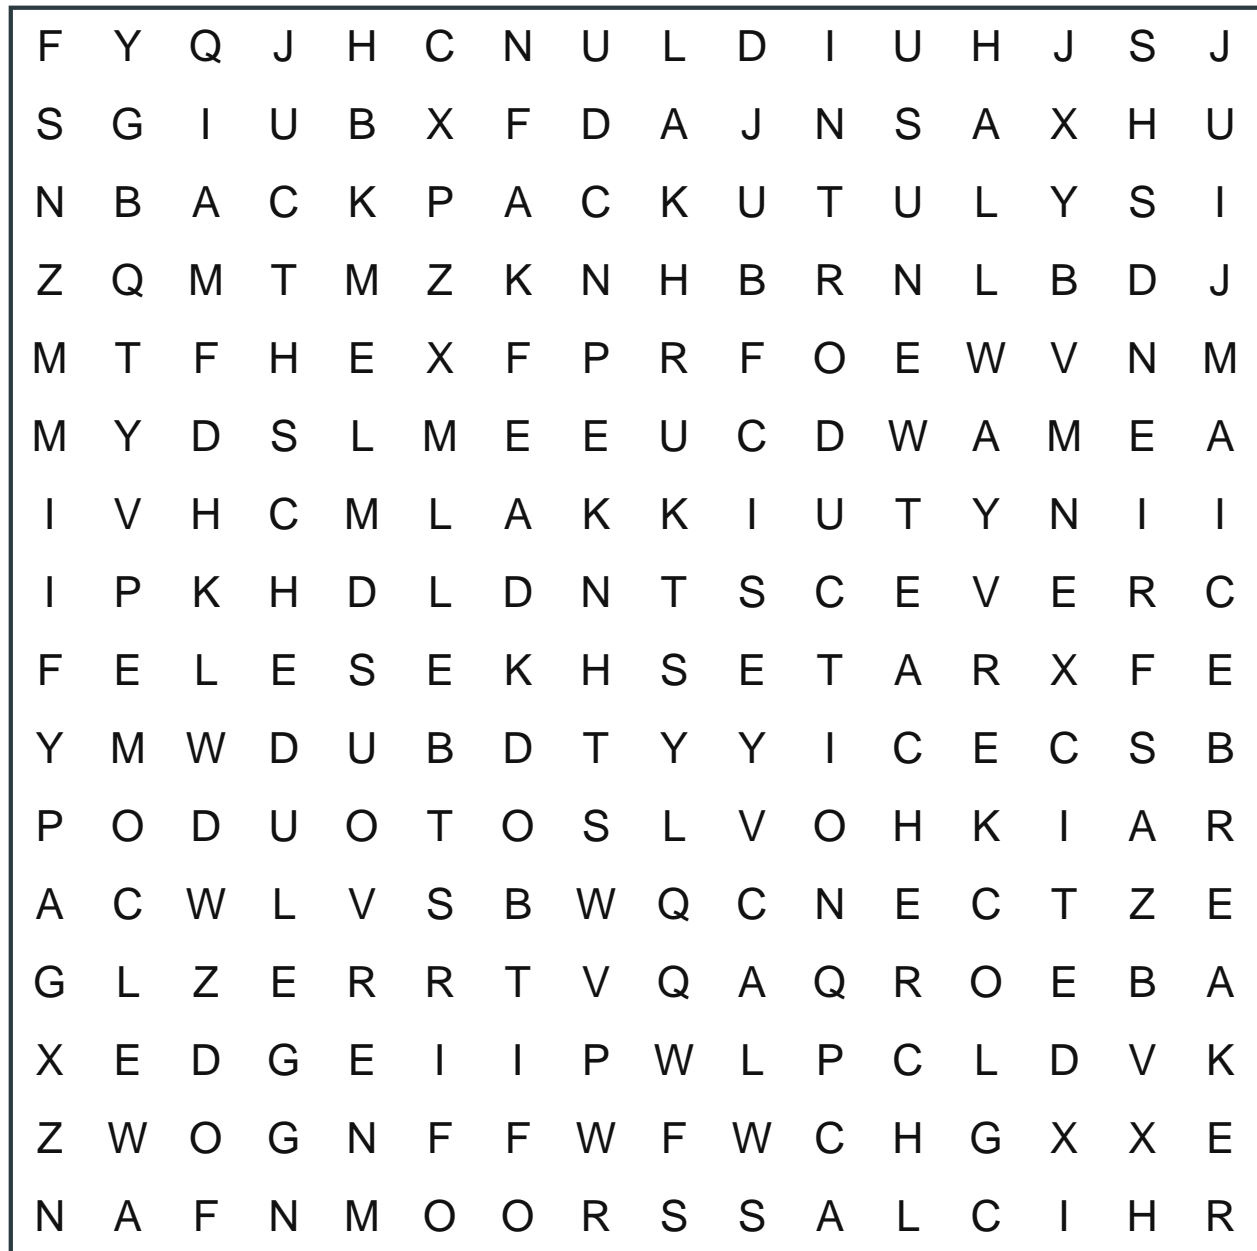 F Y Q J H C N U L D I U H J S J
S G I U B X F D A J N S A X H U
N B A C K P A C K U T U L Y S I
Z Q M T M Z K N H B R N L B D J
M T F H E X F P R F O E W V N M
M Y D S L M E E U C D W A M E A
I V H C M L A K K I U T Y N I I
I P K H D L D N T S C E V E R C
F E L E S E K H S E T A R X F E
Y M W D U B D T Y Y I C E C S B
P O D U O T O S L V O H K I A R
A C W L V S B W Q C N E C T Z E
G L Z E R R T V Q A Q R O E B A
X E D G E I I P W L P C L D V K
Z W O G N F F W F W C H G X X E
N A F N M O O R S S A L C I H R